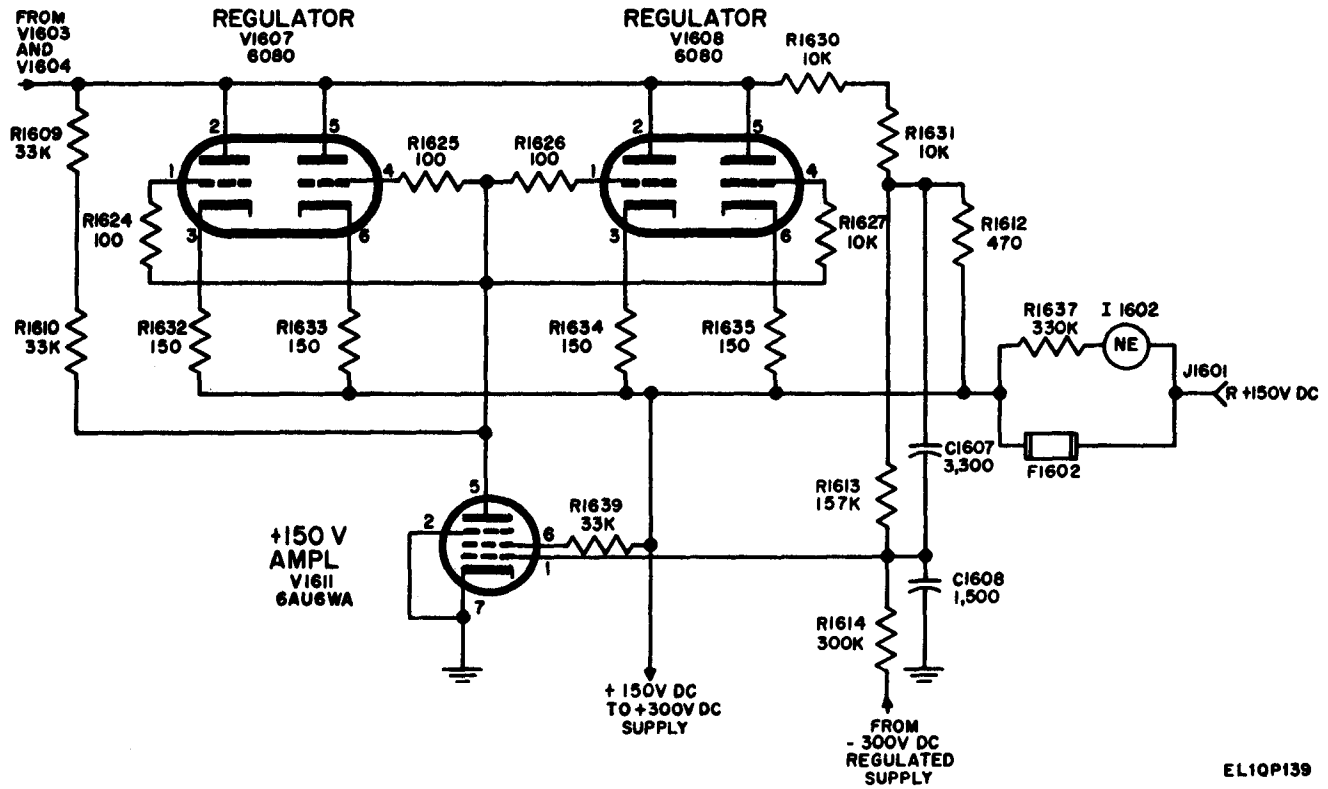 FROM
V1603
AND
V1604
REGULATOR
V1607
6080
REGULATOR
V1608
6080
R1630
10K
R1609
33K
2
5
R1625
100
R1626
100
2
5
R1631
10K
1
4
1
4
R1624
100
3
6
3
6
R1627
10K
R1612
470
R1610
33K
R1632
150
R1633
150
R1634
150
R1635
150
R1637
330K
I 1602
NE
J1601
R +150V DC
F1602
C1607
3,300
R1613
157K
+150 V
AMPL
V1611
6AU6WA
5
2
6
1
7
R1639
33K
C1608
1,500
R1614
300K
+ 150V DC
TO +300V DC
SUPPLY
FROM
- 300V DC
REGULATED
SUPPLY
EL1QP139